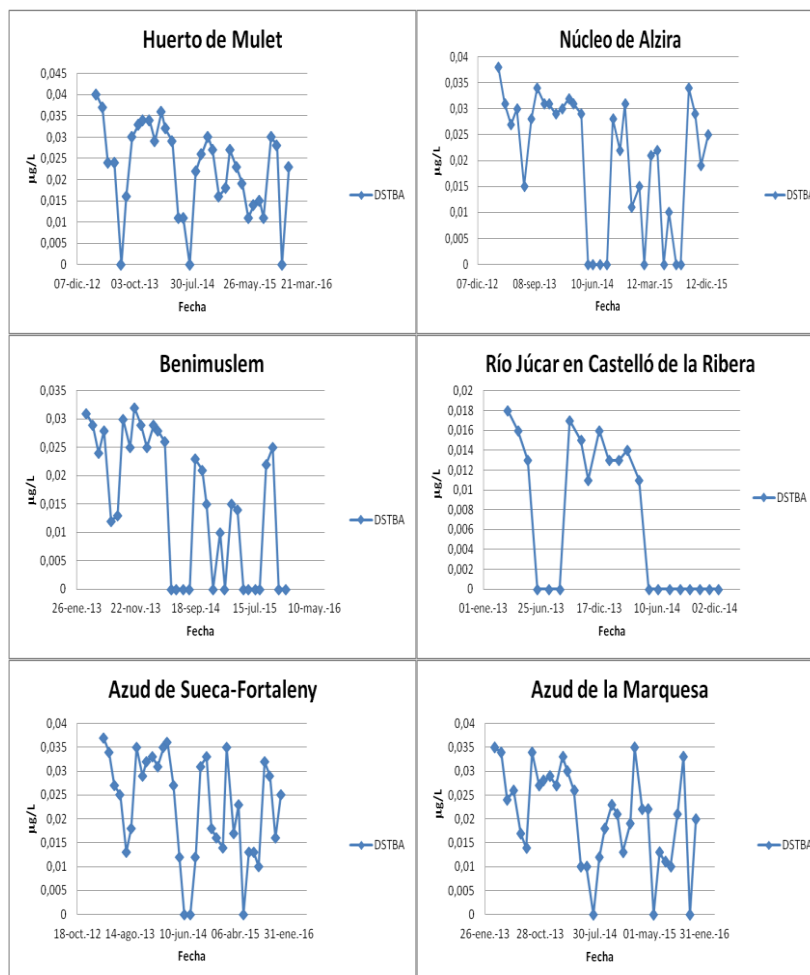 Huerto de Mulet
0,045
0,04
0,035
0,03
0,025
0,02
0,015
0,01
0,005
0
µg/L
DSTBA
07-dic.-12 03-oct.-13 30-jul.-14 26-may.-15 21-mar.-16
Fecha
Núcleo de Alzira
0,04
0,035
0,03
0,025
0,02
0,015
0,01
0,005
0
µg/L
DSTBA
07-dic.-12 08-sep.-13 10-jun.-14 12-mar.-15 12-dic.-15
Fecha
Benimuslem
0,035
0,03
0,025
0,02
0,015
0,01
0,005
0
µg/L
DSTBA
26-ene.-13 22-nov.-13 18-sep.-14 15-jul.-15 10-may.-16
Fecha
Río Júcar en Castelló de la Ribera
0,02
0,018
0,016
0,014
0,012
0,01
0,008
0,006
0,004
0,002
0
µg/L
DSTBA
01-ene.-13 25-jun.-13 17-dic.-13 10-jun.-14 02-dic.-14
Fecha
Azud de Sueca-Fortaleny
0,04
0,035
0,03
0,025
0,02
0,015
0,01
0,005
0
µg/L
DSTBA
18-oct.-12 14-ago.-13 10-jun.-14 06-abr.-15 31-ene.-16
Fecha
Azud de la Marquesa
0,04
0,035
0,03
0,025
0,02
0,015
0,01
0,005
0
µg/L
DSTBA
26-ene.-13 28-oct.-13 30-jul.-14 01-may.-15 31-ene.-16
Fecha